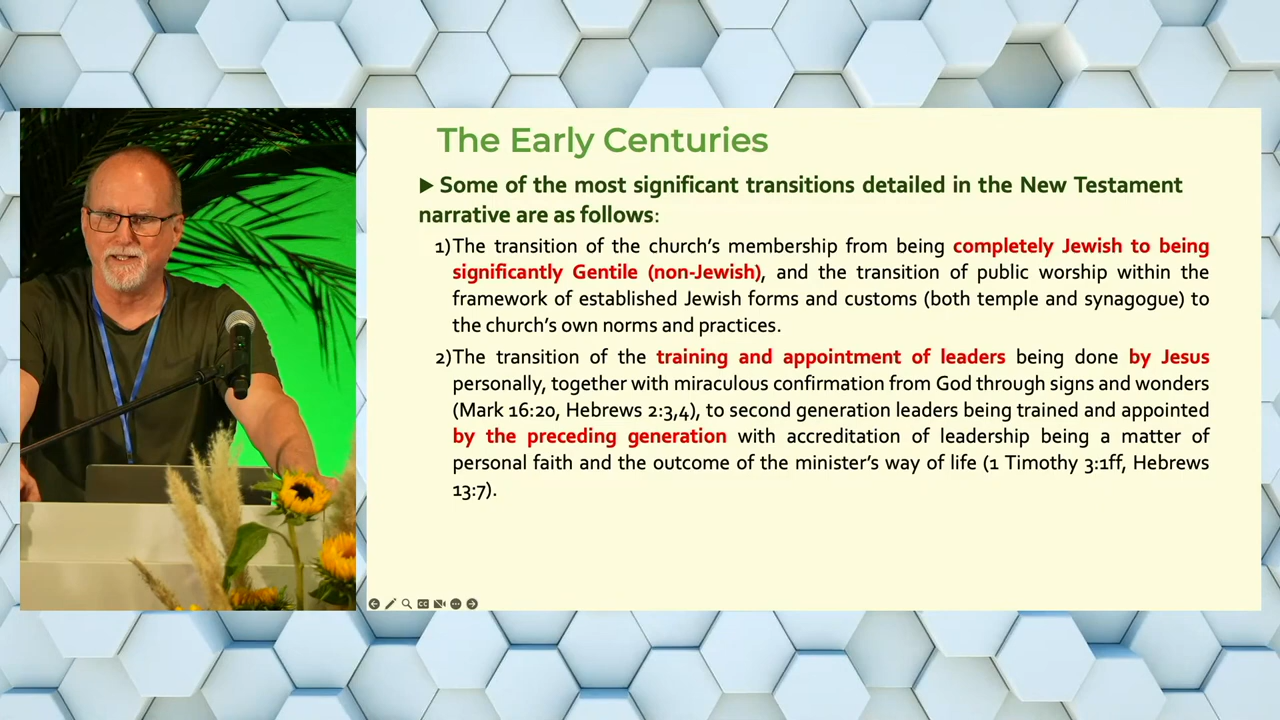 The Early Centuries
▶ Some of the most significant transitions detailed in the New Testament
narrative are as follows:
1)The transition of the church's membership from being completely Jewish to being
significantly Gentile (non-Jewish), and the transition of public worship within the
framework of established Jewish forms and customs (both temple and synagogue) to
the church's own norms and practices.
2)The transition of the training and appointment of leaders being done by Jesus
personally, together with miraculous confirmation from God through signs and wonders
(Mark 16:20, Hebrews 2:3,4), to second generation leaders being trained and appointed
by the preceding generation with accreditation of leadership being a matter of
personal faith and the outcome of the minister's way of life (1 Timothy 3:1ff, Hebrews
13:7).